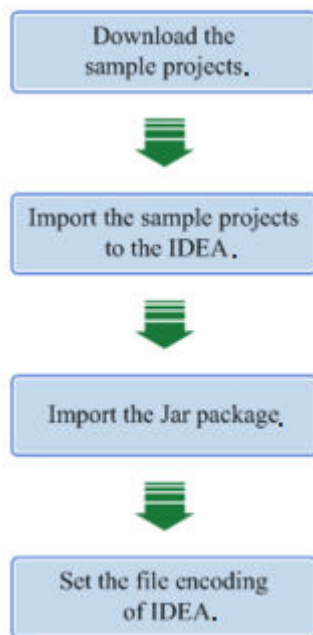 Download the
sample projects.
Import the sample projects
to the IDEA.
Import the Jar package.
Set the file encoding
of IDEA.